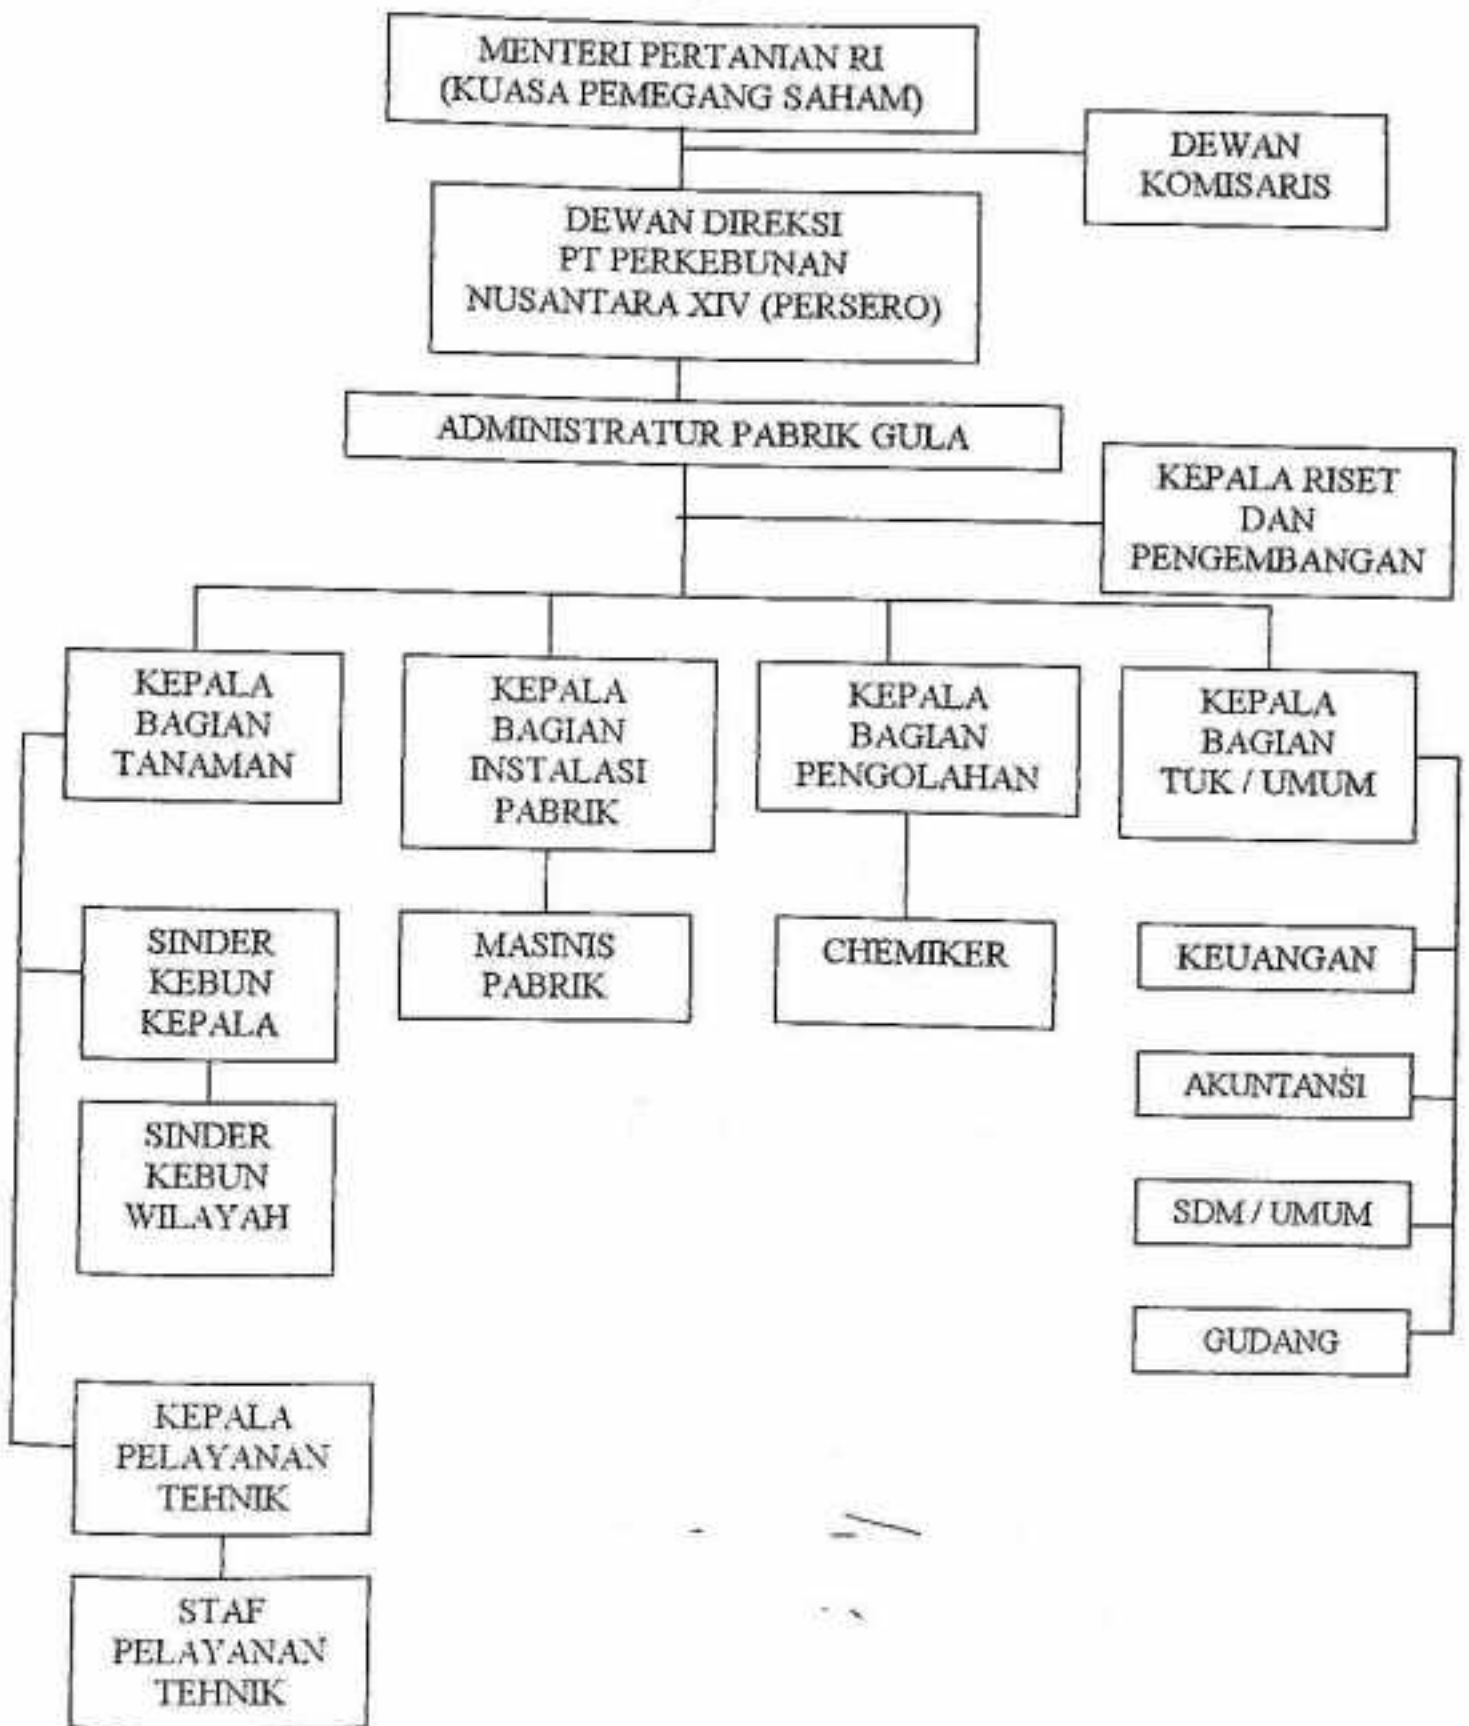 MENTERI PERTANIAN RI
(KUASA PEMEGANG SAHAM)
DEWAN
KOMISARIS
DEWAN DIREKSI
PT PERKEBUNAN
NUSANTARA XIV (PERSERO)
ADMINISTRATUR PABRIK GULA
KEPALA RISET
DAN
PENGEMBANGAN
KEPALA
BAGIAN
TANAMAN
KEPALA
BAGIAN
INSTALASI
PABRIK
KEPALA
BAGIAN
PENGOLAHAN
KEPALA
BAGIAN
TUK / UMUM
SINDER
KEBUN
KEPALA
MASINIS
PABRIK
CHEMIKER
KEUANGAN
SINDER
KEBUN
WILAYAH
AKUNTANSI
SDM / UMUM
GUDANG
KEPALA
PELAYANAN
TEHNIK
STAF
PELAYANAN
TEHNIK